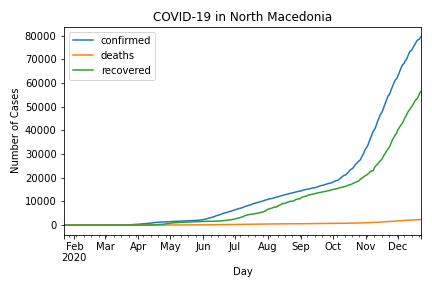 COVID-19 in North Macedonia
confirmed
deaths
recovered
Number of Cases
80000
70000
60000
50000
40000
30000
20000
10000
0
Feb Mar Apr May Jun Jul Aug Sep Oct Nov Dec
2020
Day